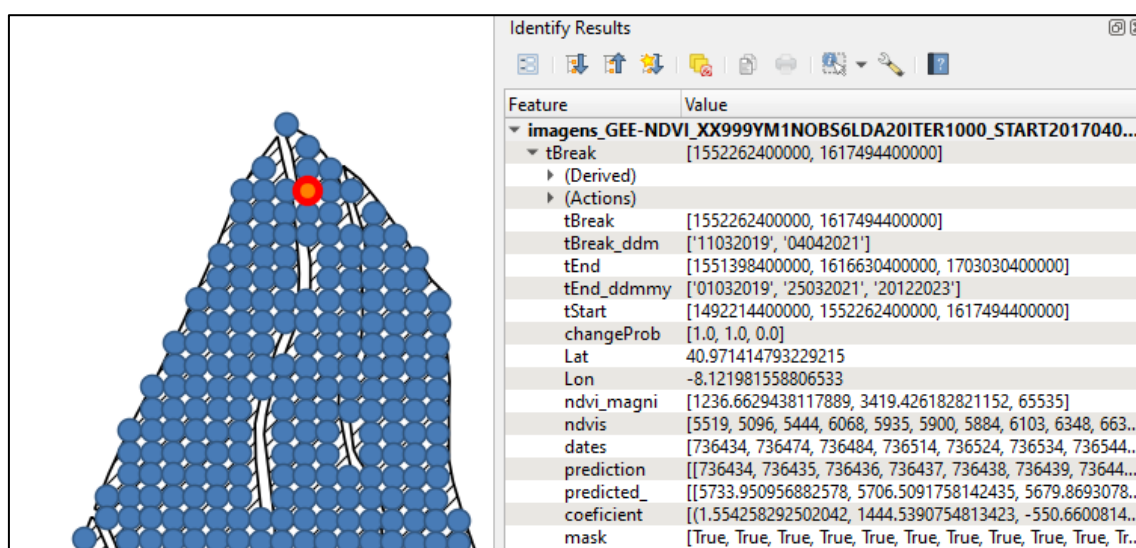 Identify Results
Feature Value
imagens_GEE-NDVI_XX999YM1NOBS6LDA20ITER1000_START2017040...
tBreak [1552262400000, 1617494400000]
(Derived)
(Actions)
tBreak [1552262400000, 1617494400000]
tBreak_ddm ['11032019', '04042021']
tEnd [1551398400000, 1616630400000, 1703030400000]
tEnd_ddmmy ['01032019', '25032021', '20122023']
tStart [1492214400000, 1552262400000, 1617494400000]
changeProb [1.0, 1.0, 0.0]
Lat 40.971414793229215
Lon -8.121981558806533
ndvi_magni [1236.6629438117889, 3419.426182821152, 65535]
ndvis [5519, 5096, 5444, 6068, 5935, 5900, 5884, 6103, 6348, 663...
dates [736434, 736474, 736484, 736514, 736524, 736534, 736544...
prediction [[736434, 736435, 736436, 736437, 736438, 736439, 73644...
predicted_ [[5733.950956882578, 5706.5091758142435, 5679.8693078...
coeficient [(1.554258292502042, 1444.5390754813423, -550.6600814...
mask [True, True, True, True, True, True, True, True, True, Tr...